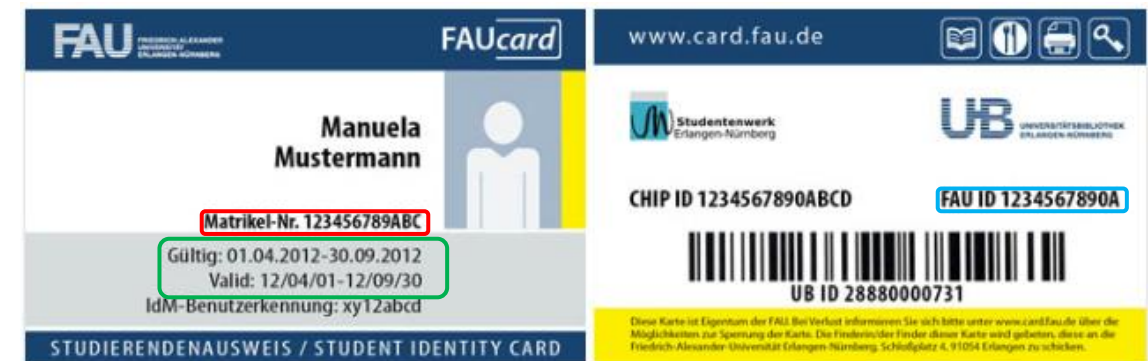 FAU FRIEDRICH-ALEXANDER
UNIVERSITÄT
ERLANGEN-NÜRNBERG
FAUcard
Manuela
Mustermann
Matrikel-Nr. 123456789ABC
Gültig: 01.04.2012-30.09.2012
Valid: 12/04/01-12/09/30
IdM-Benutzerkennung: xy12abcd
STUDIERENDENAUSWEIS / STUDENT IDENTITY CARD
www.card.fau.de
Studentenwerk
Erlangen-Nürnberg
UB UNIVERSITÄTSBIBLIOTHEK
ERLANGEN-NÜRNBERG
CHIP ID 1234567890ABCD
FAU ID 1234567890A
UB ID 28880000731
Diese Karte ist Eigentum der FAU. Bei Verlust informieren Sie sich bitte unter www.card.fau.de über die
Möglichkeiten zur Sperrung der Karte. Die Finderin/der Finder dieser Karte wird gebeten, diese an die
Friedrich-Alexander-Universität Erlangen-Nürnberg, Schloßplatz 4, 91054 Erlangen zu schicken.